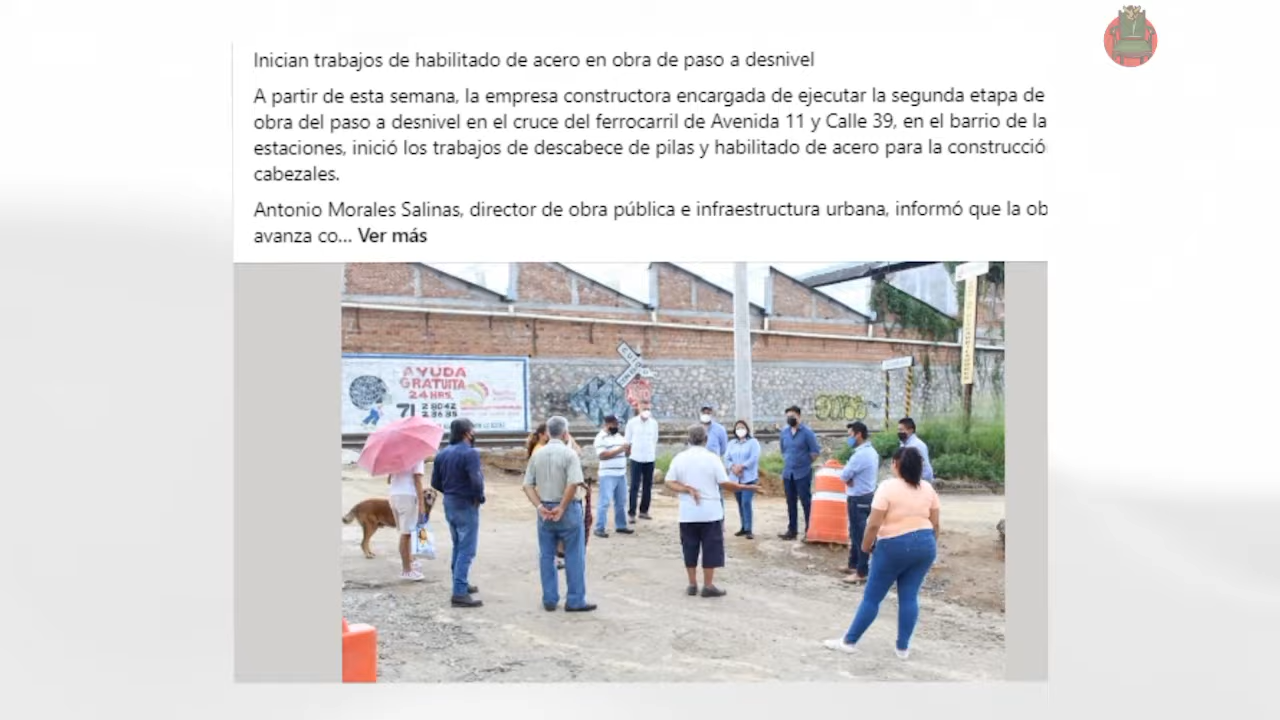 Inician trabajos de habilitado de acero en obra de paso a desnivel
A partir de esta semana, la empresa constructora encargada de ejecutar la segunda etapa de
obra del paso a desnivel en el cruce del ferrocarril de Avenida 11 y Calle 39, en el barrio de la
estaciones, inició los trabajos de descabece de pilas y habilitado de acero para la construcció
cabezales.
Antonio Morales Salinas, director de obra pública e infraestructura urbana, informó que la ob
avanza co... Ver más
AYUDA
GRATUITA
24 HRS.
71